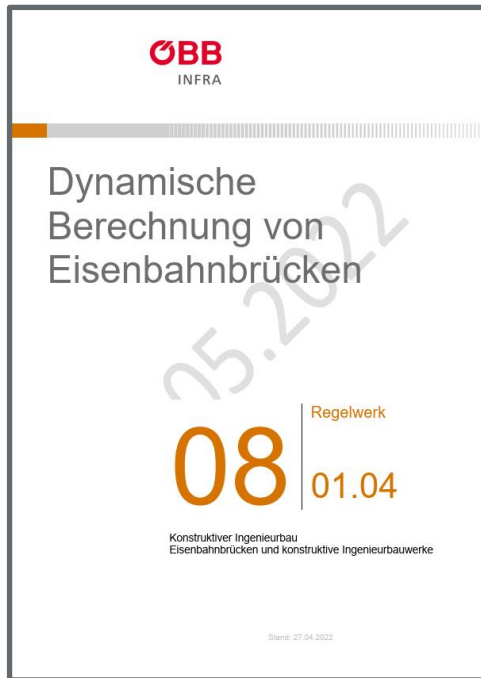 ÖBB
INFRA
Dynamische
Berechnung von
Eisenbahnbrücken
05.2022
08
Regelwerk
01.04
Konstruktiver Ingenieurbau
Eisenbahnbrücken und konstruktive Ingenieurbauwerke
Stand: 27.04.2022